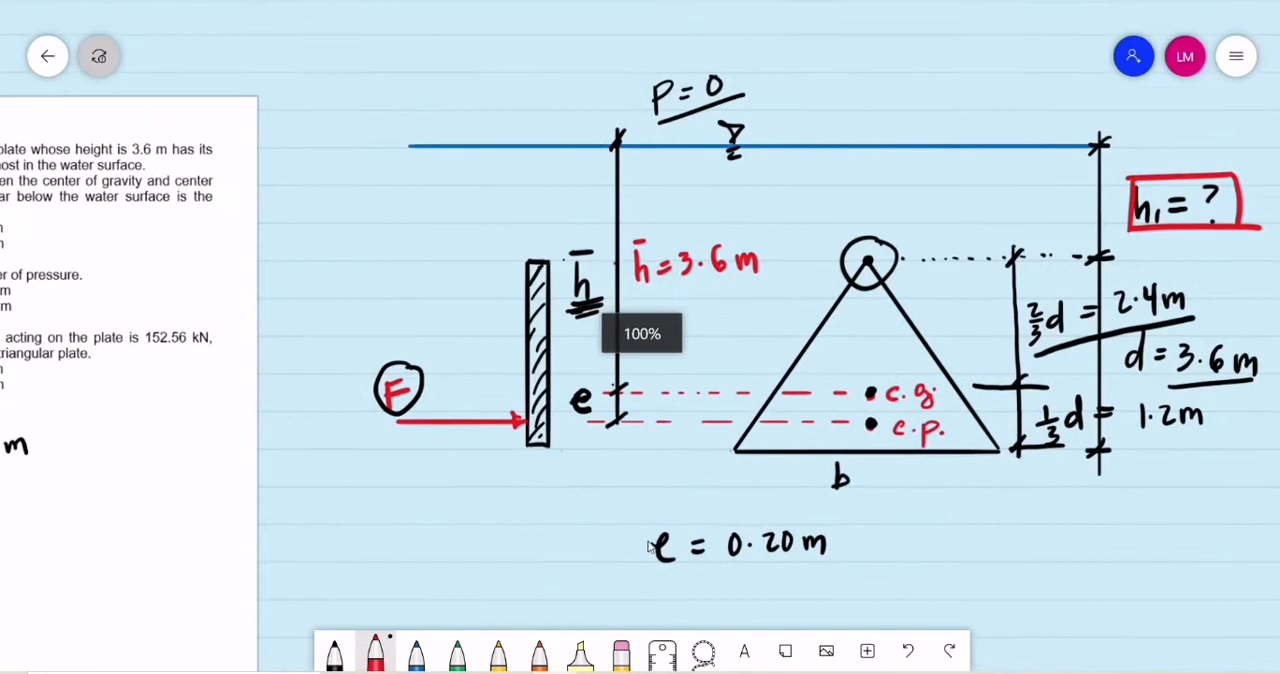 P = 0
LM
plate whose height is 3.6 m has its
most in the water surface.
en the center of gravity and center
ar below the water surface is the
n
n
er of pressure.
m
m
acting on the plate is 152.56 kN,
triangular plate.
n
n
m
h₁ = ?
h̄
h̄ = 3.6 m
100%
2/3 d = 2.4 m
d = 3.6 m
F
e
c.g.
c.p.
1/3 d = 1.2 m
b
e = 0.20 m
A